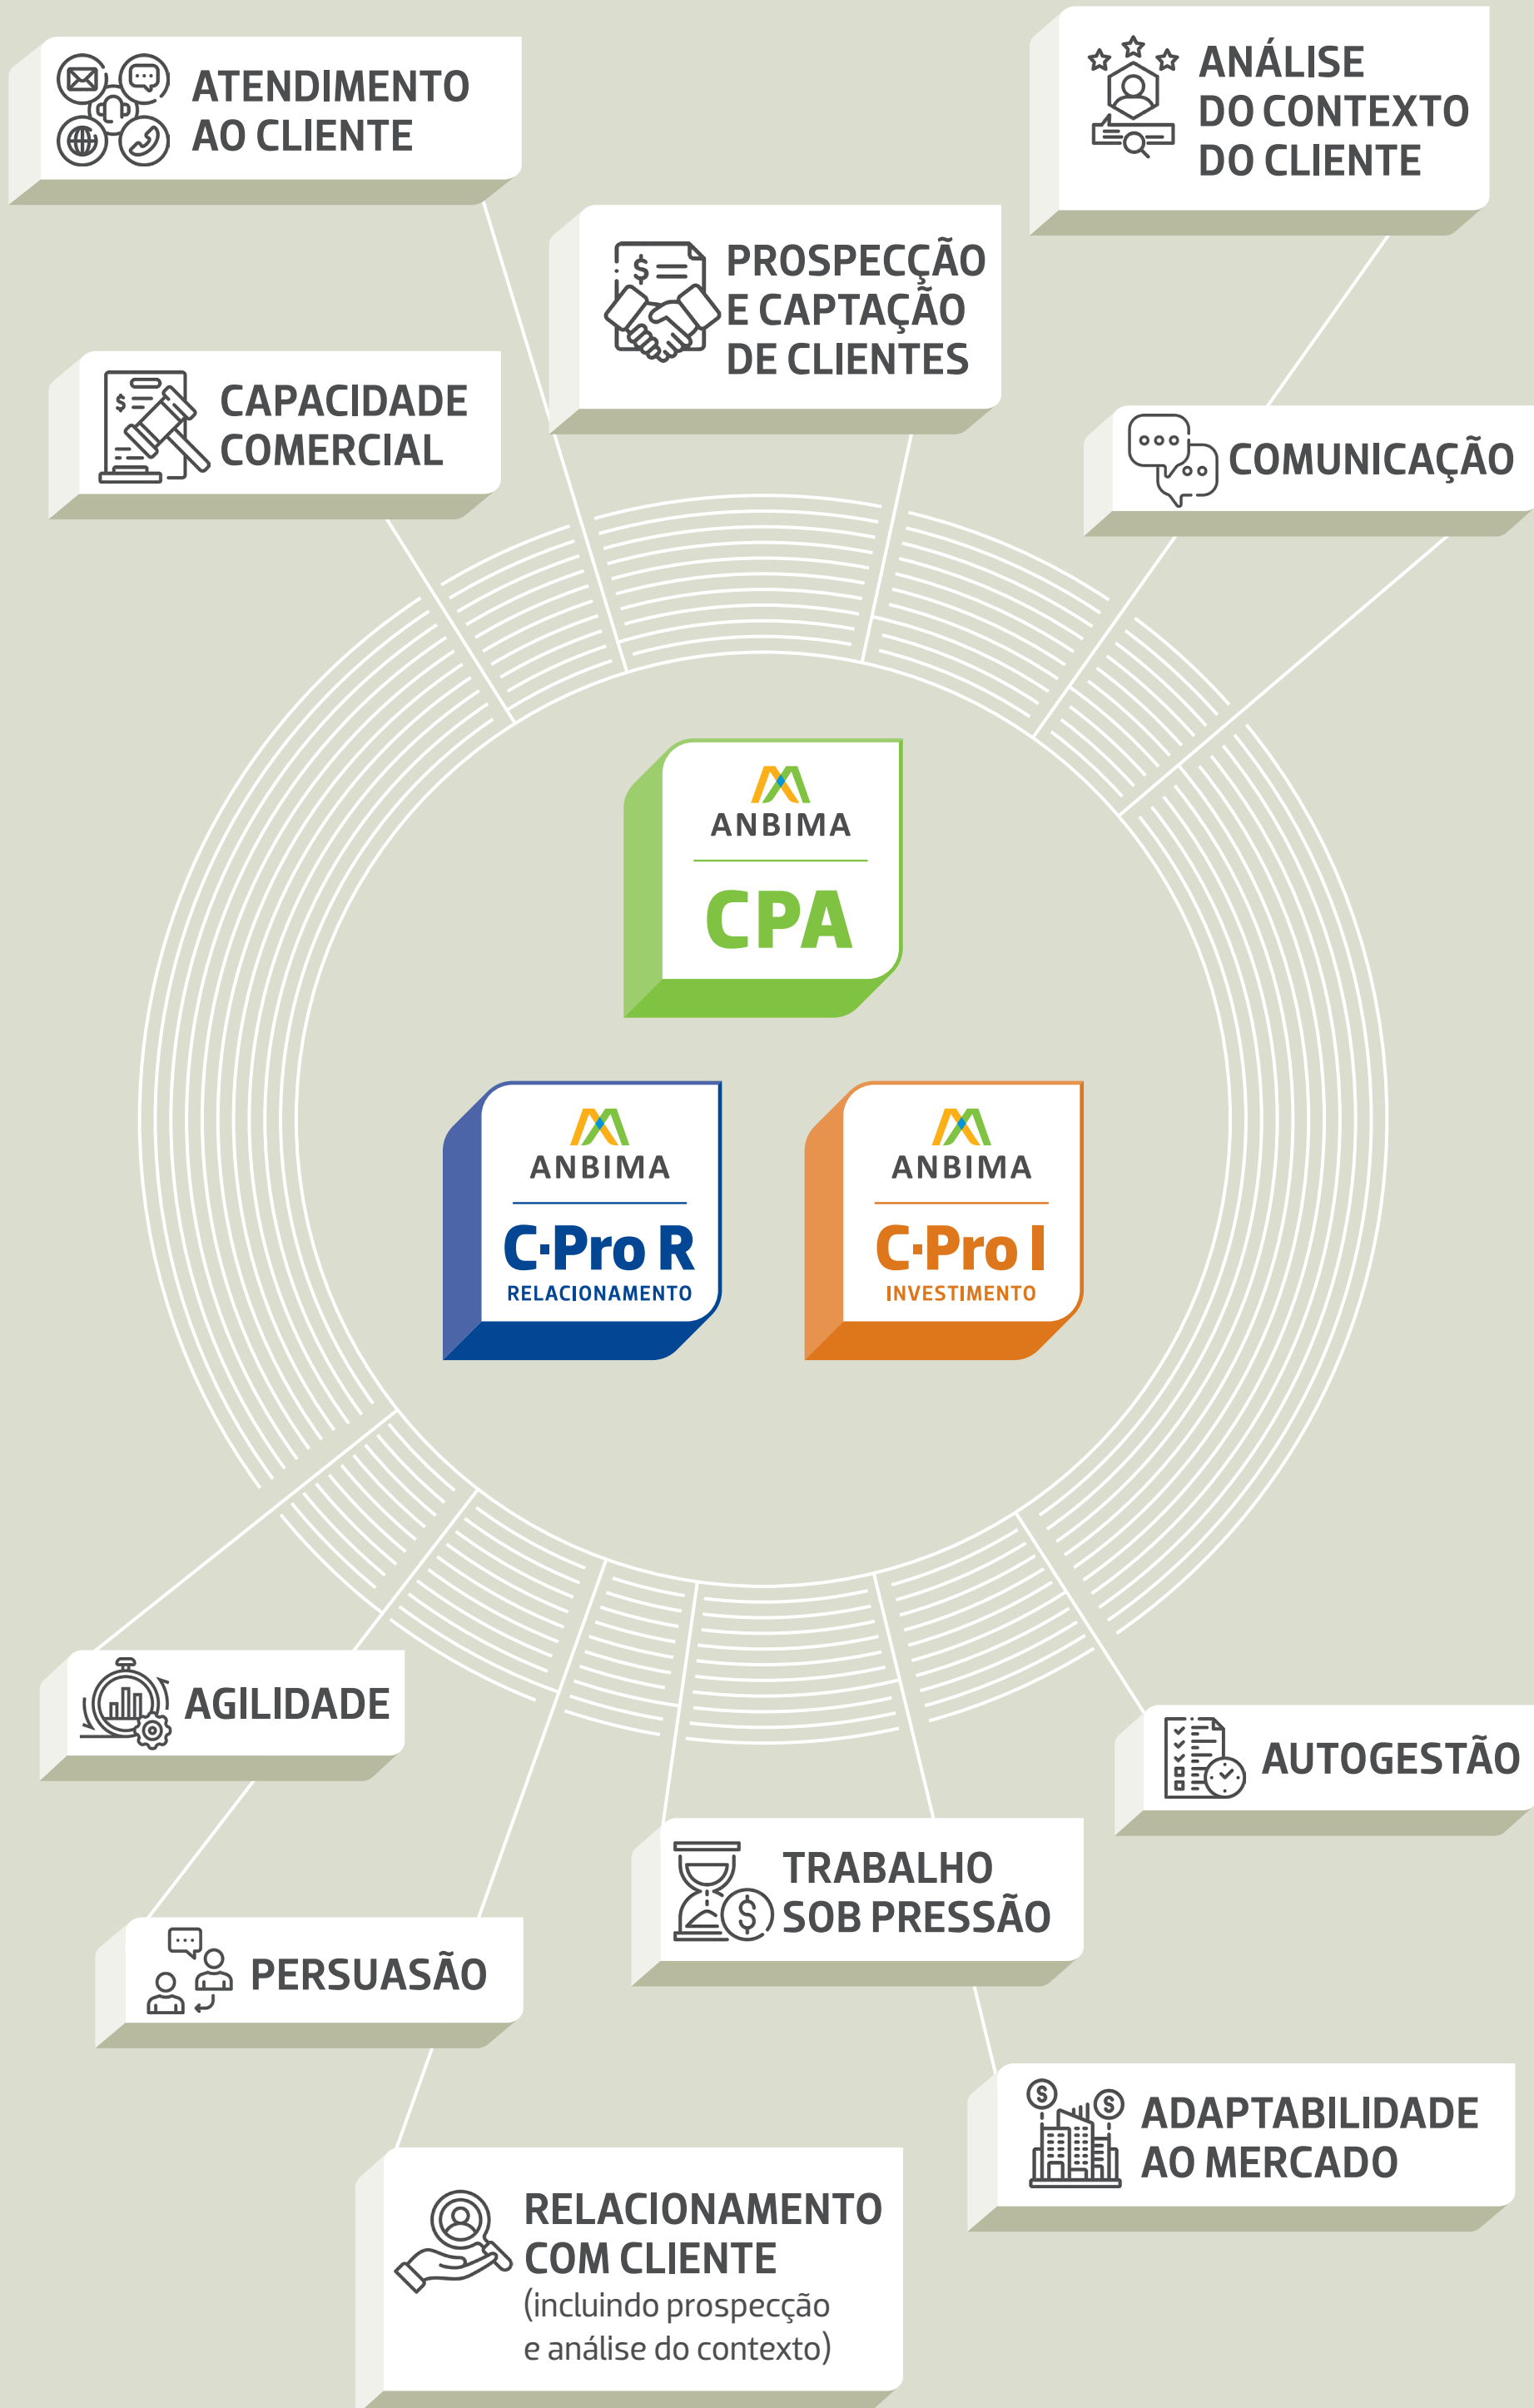 ATENDIMENTO
AO CLIENTE
ANÁLISE
DO CONTEXTO
DO CLIENTE
PROSPECÇÃO
E CAPTAÇÃO
DE CLIENTES
CAPACIDADE
COMERCIAL
COMUNICAÇÃO
ANBIMA
CPA
ANBIMA
C-Pro R
RELACIONAMENTO
ANBIMA
C-Pro I
INVESTIMENTO
AGILIDADE
AUTOGESTÃO
TRABALHO
SOB PRESSÃO
PERSUASÃO
ADAPTABILIDADE
AO MERCADO
RELACIONAMENTO
COM CLIENTE
(incluindo prospecção
e análise do contexto)